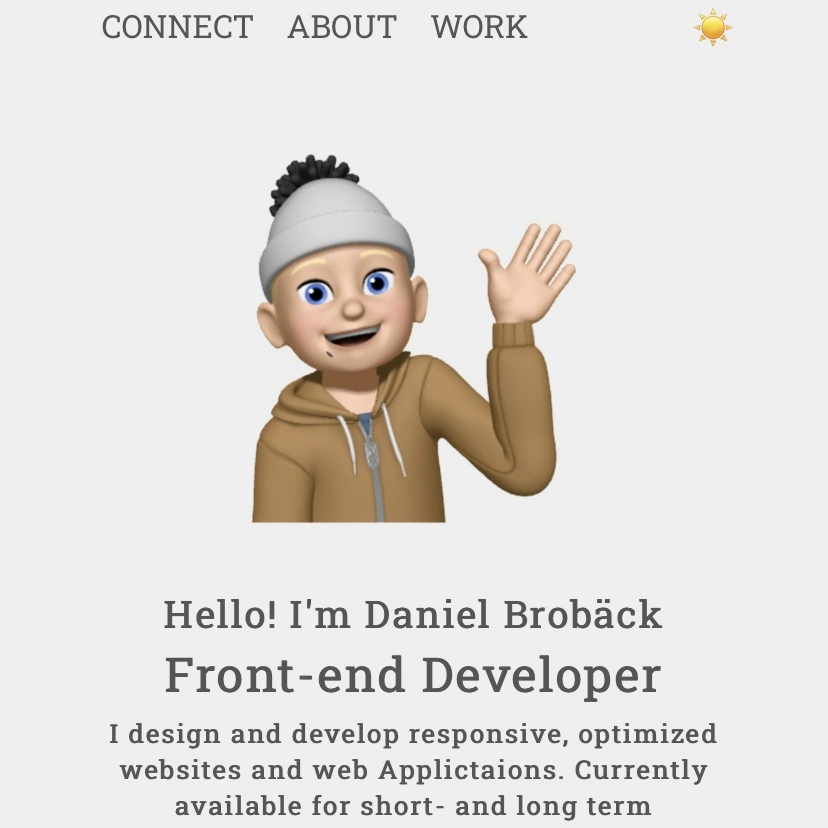 CONNECT ABOUT WORK
Hello! I'm Daniel Brobäck
Front-end Developer
I design and develop responsive, optimized
websites and web Applictaions. Currently
available for short- and long term